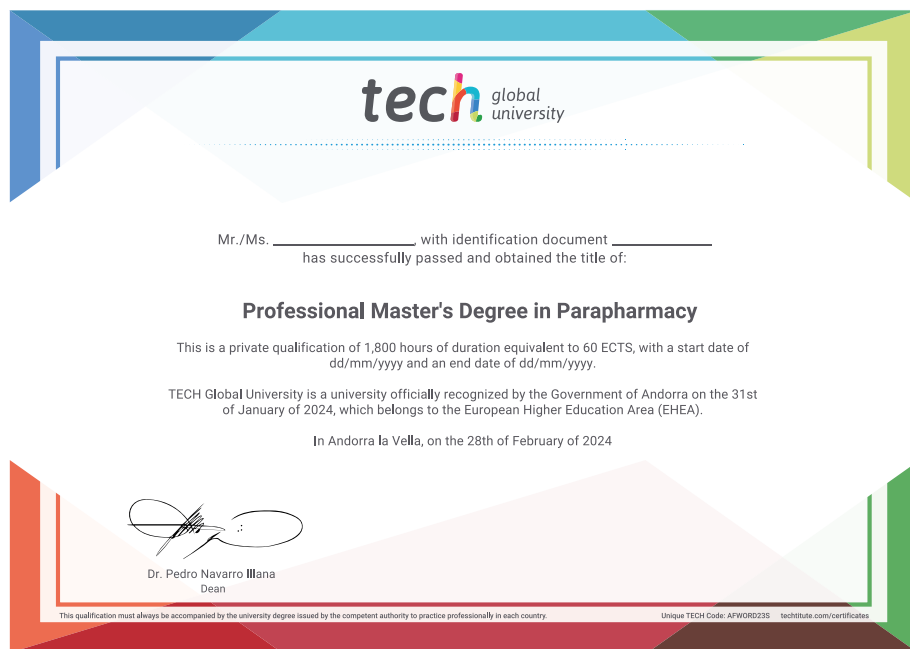 tech global university
Mr./Ms. ____________, with identification document ____________
has successfully passed and obtained the title of:
Professional Master's Degree in Parapharmacy
This is a private qualification of 1,800 hours of duration equivalent to 60 ECTS, with a start date of
dd/mm/yyyy and an end date of dd/mm/yyyy.
TECH Global University is a university officially recognized by the Government of Andorra on the 31st
of January of 2024, which belongs to the European Higher Education Area (EHEA).
In Andorra la Vella, on the 28th of February of 2024
Dr. Pedro Navarro Illana
Dean
This qualification must always be accompanied by the university degree issued by the competent authority to practice professionally in each country.
Unique TECH Code: AFWORD23S techtitute.com/certificates